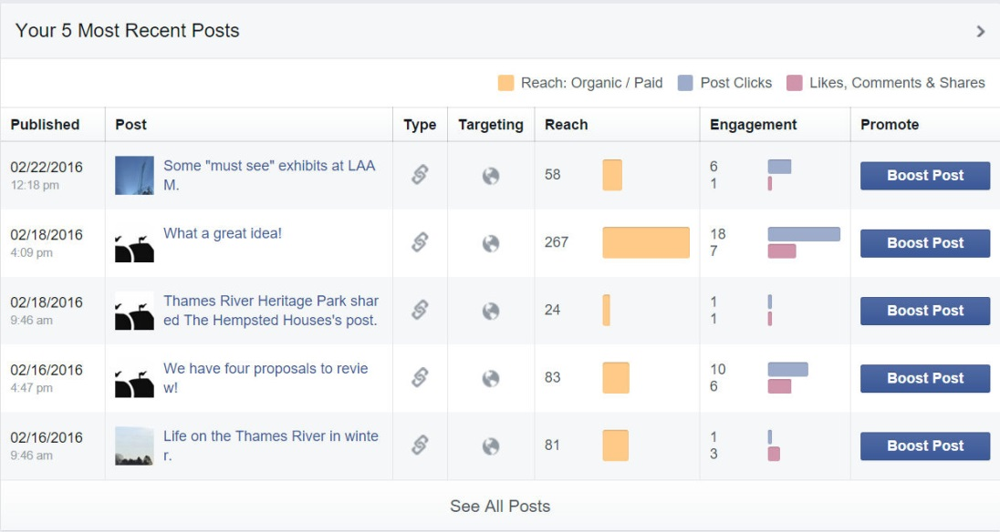 Your 5 Most Recent Posts
Reach: Organic / Paid Post Clicks Likes, Comments & Shares
Published Post Type Targeting Reach Engagement Promote
02/22/2016
12:18 pm
Some "must see" exhibits at LAA
M.
58
6
1
Boost Post
02/18/2016
4:09 pm
What a great idea!
267
18
7
Boost Post
02/18/2016
9:46 am
Thames River Heritage Park shar
ed The Hempsted Houses's post.
24
1
1
Boost Post
02/16/2016
4:47 pm
We have four proposals to revie
w!
83
10
6
Boost Post
02/16/2016
9:46 am
Life on the Thames River in winte
r.
81
1
3
Boost Post
See All Posts